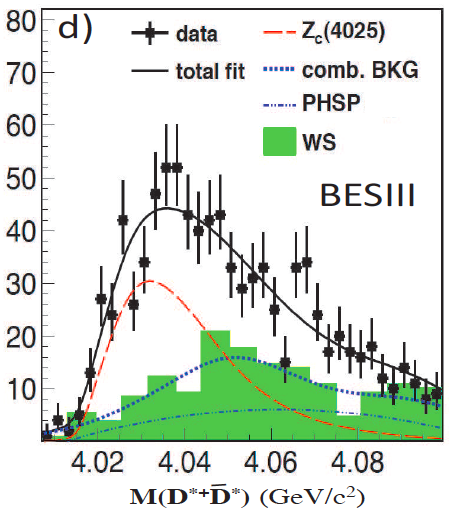 80
d)
data
Zc(4025)
70
total fit
comb. BKG
PHSP
60
WS
50
BESIII
40
30
20
10
4.02 4.04 4.06 4.08
M(D*+D̄*) (GeV/c²)